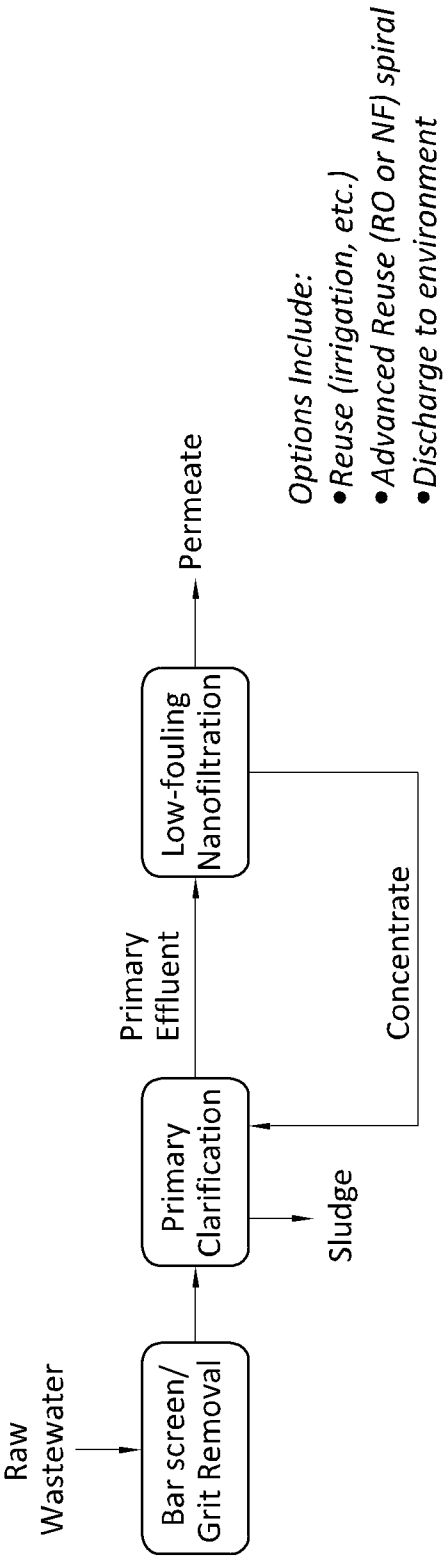 Raw
Wastewater
Bar screen/
Grit Removal
Primary
Clarification
Sludge
Primary
Effluent
Low-fouling
Nanofiltration
Concentrate
Permeate
Options Include:
•Reuse (irrigation, etc.)
•Advanced Reuse (RO or NF) spiral
•Discharge to environment